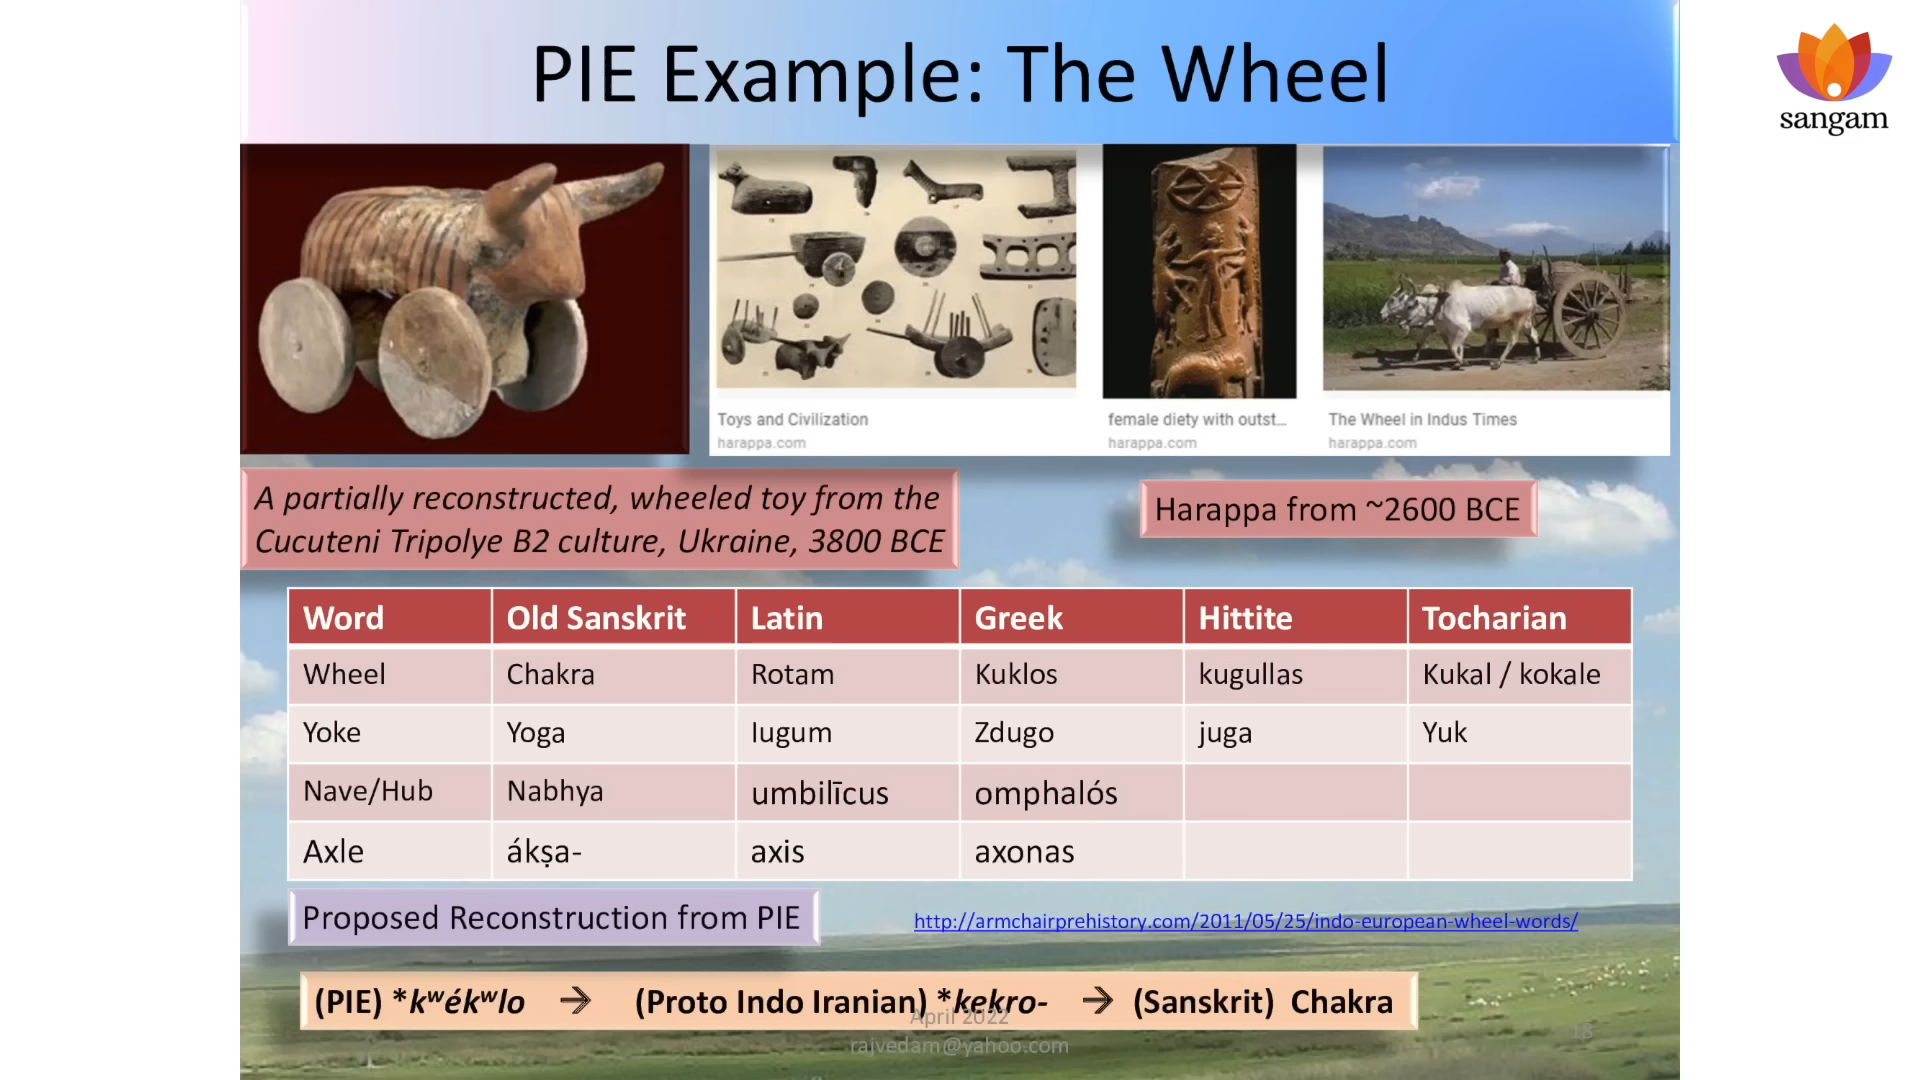 PIE Example: The Wheel
sangam
Toys and Civilization
harappa.com
female diety with outst...
harappa.com
The Wheel in Indus Times
harappa.com
A partially reconstructed, wheeled toy from the
Cucuteni Tripolye B2 culture, Ukraine, 3800 BCE
Harappa from ~2600 BCE
Word Old Sanskrit Latin Greek Hittite Tocharian
Wheel Chakra Rotam Kuklos kugullas Kukal / kokale
Yoke Yoga Iugum Zdugo juga Yuk
Nave/Hub Nabhya umbilīcus omphalós
Axle ákṣa- axis axonas
Proposed Reconstruction from PIE
http://armchairprehistory.com/2011/05/25/indo-european-wheel-words/
(PIE) *kʷékʷlo → (Proto Indo Iranian) *kekro- → (Sanskrit) Chakra
April 2022
rajvedam@yahoo.com
18